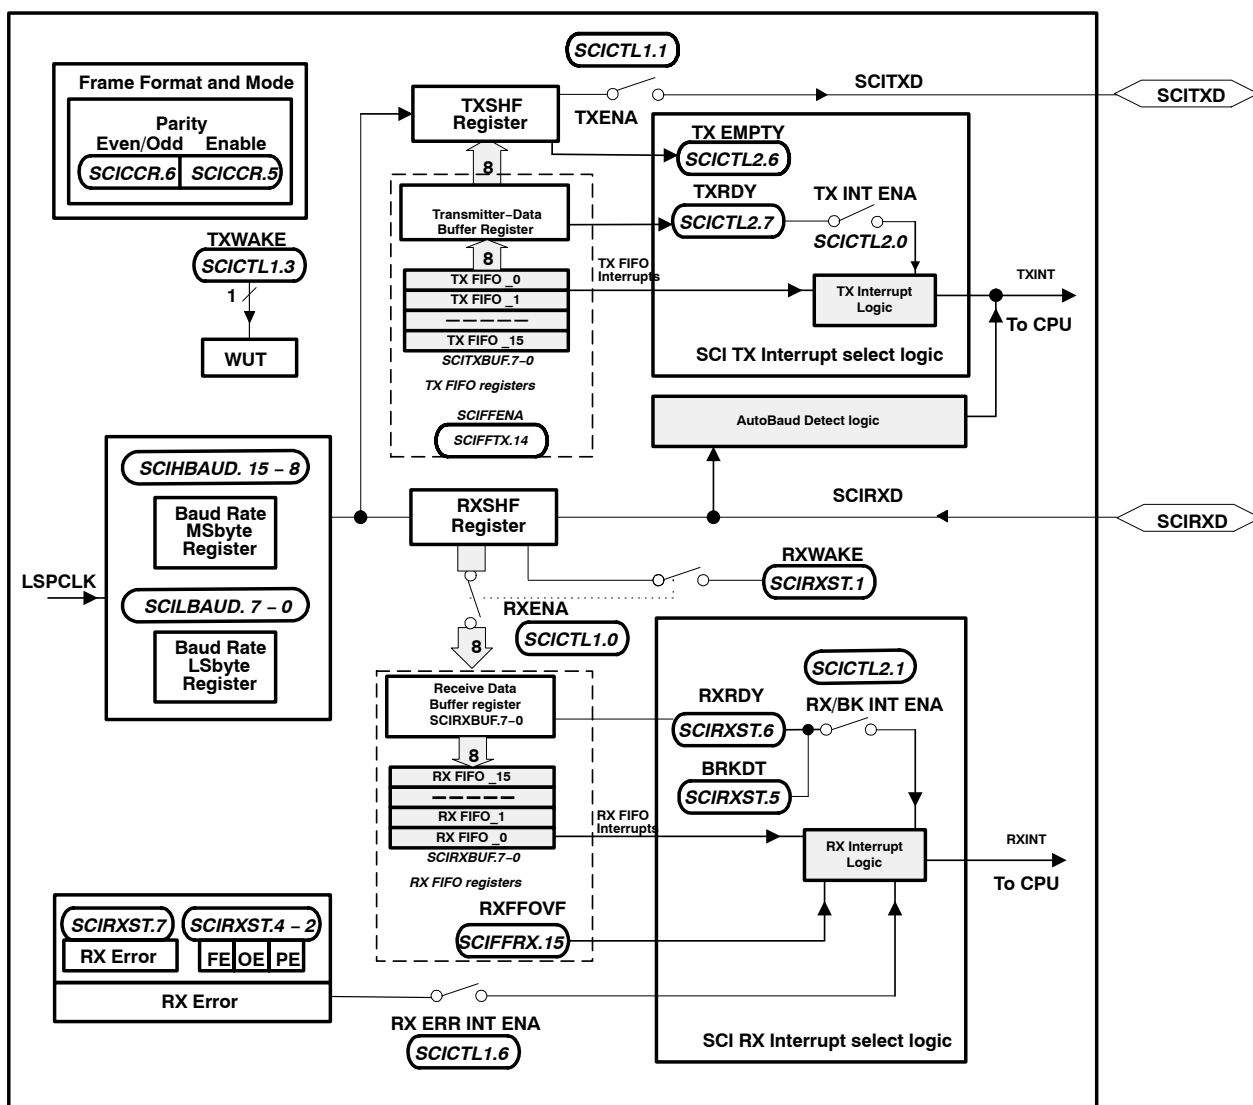 SCICTL1.1
Frame Format and Mode
Parity
Even/Odd Enable
SCICCR.6 SCICCR.5
TXSHF
Register
TXENA
SCITXD
SCITXD
TX EMPTY
SCICTL2.6
8
Transmitter–Data
Buffer Register
TXRDY
SCICTL2.7
TX INT ENA
SCICTL2.0
TXWAKE
SCICTL1.3
1
WUT
8
TX FIFO _0
TX FIFO _1
– – – – –
TX FIFO _15
SCITXBUF.7–0
TX FIFO registers
SCIFFENA
SCIFFTX.14
TX FIFO
Interrupts
TX Interrupt
Logic
TXINT
To CPU
SCI TX Interrupt select logic
AutoBaud Detect logic
SCIHBAUD. 15 – 8
Baud Rate
MSbyte
Register
LSPCLK
SCILBAUD. 7 – 0
Baud Rate
LSbyte
Register
RXSHF
Register
SCIRXD
SCIRXD
RXWAKE
SCIRXST.1
RXENA
SCICTL1.0
8
Receive Data
Buffer register
SCIRXBUF.7–0
8
RX FIFO _15
– – – – –
RX FIFO_1
RX FIFO _0
SCIRXBUF.7–0
RX FIFO registers
RXFFOVF
SCIFFRX.15
SCICTL2.1
RXRDY
SCIRXST.6
RX/BK INT ENA
BRKDT
SCIRXST.5
RX FIFO
Interrupts
RX Interrupt
Logic
RXINT
To CPU
SCI RX Interrupt select logic
SCIRXST.7 SCIRXST.4 – 2
RX Error FE OE PE
RX Error
RX ERR INT ENA
SCICTL1.6